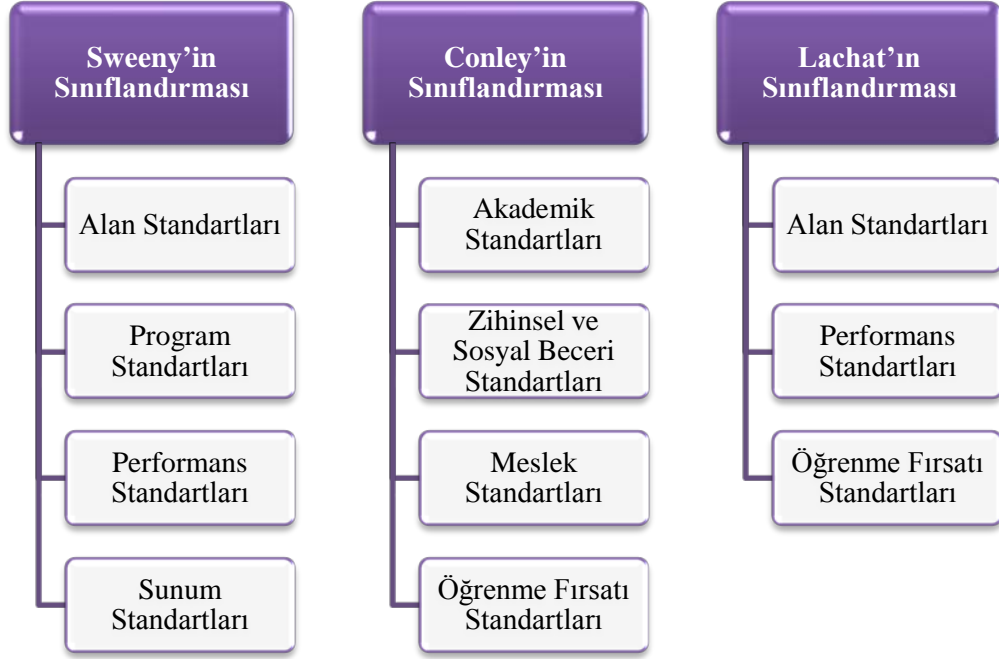 Sweeny’in
Sınıflandırması
Alan Standartları
Program
Standartları
Performans
Standartları
Sunum
Standartları
Conley’in
Sınıflandırması
Akademik
Standartları
Zihinsel ve
Sosyal Beceri
Standartları
Meslek
Standartları
Öğrenme Fırsatı
Standartları
Lachat’ın
Sınıflandırması
Alan Standartları
Performans
Standartları
Öğrenme Fırsatı
Standartları